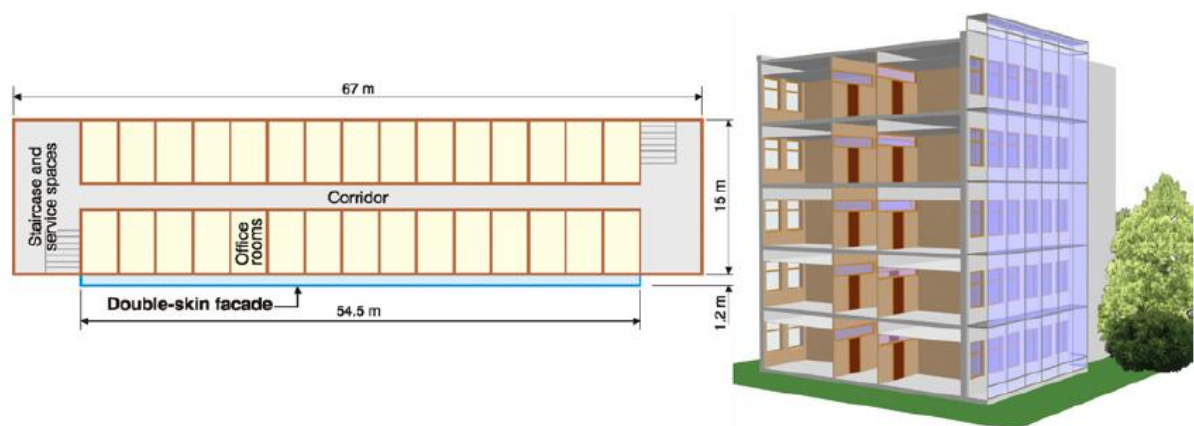 67 m
Staircase and
service spaces
Corridor
15 m
Office
rooms
Double-skin facade
54.5 m
1.2 m